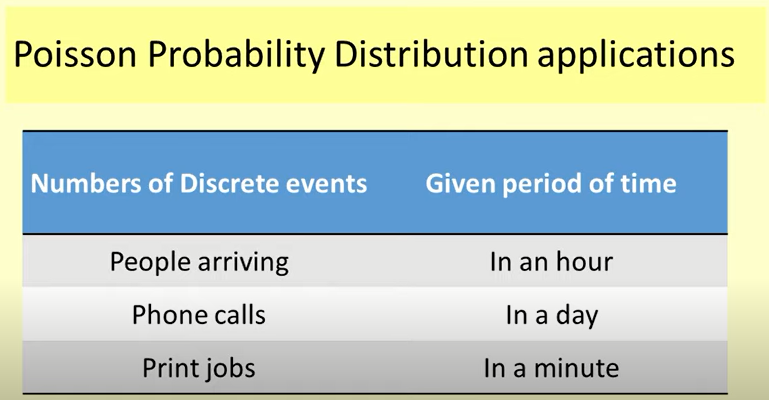 Poisson Probability Distribution applications
Numbers of Discrete events Given period of time
People arriving In an hour
Phone calls In a day
Print jobs In a minute